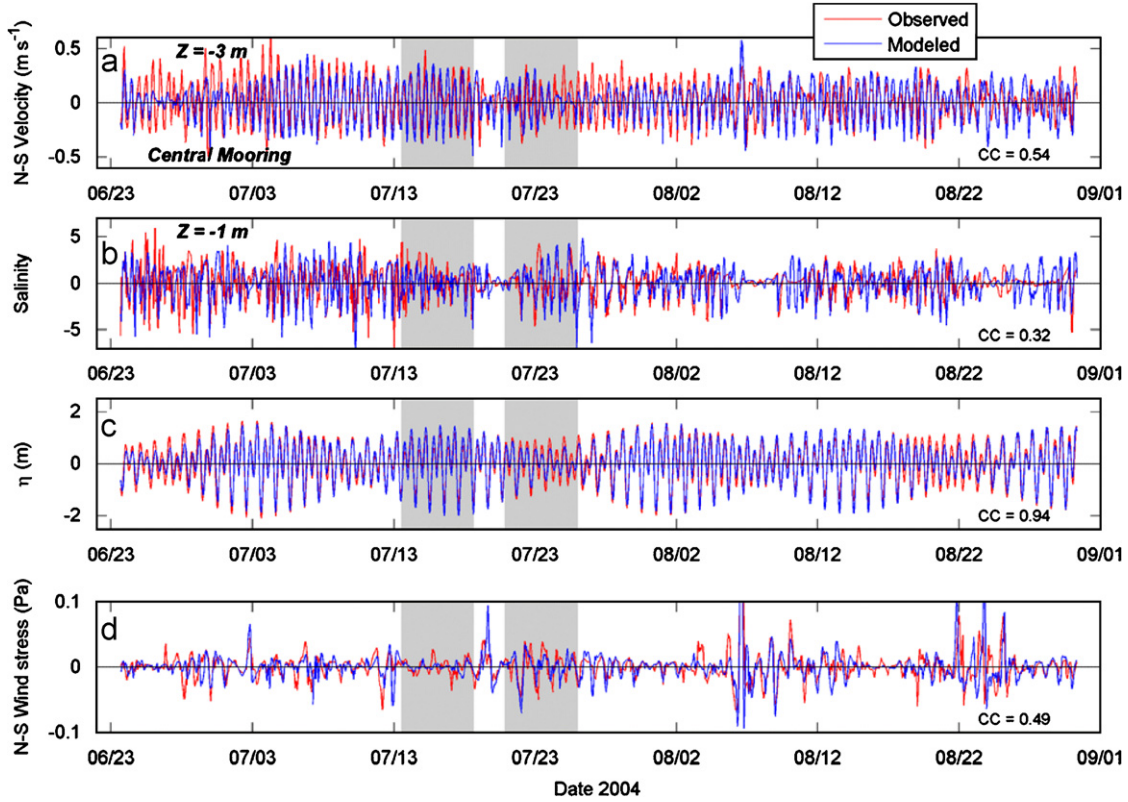 Observed
Modeled
a
Z = -3 m
N-S Velocity (m s⁻¹)
0.5
0
-0.5
Central Mooring
CC = 0.54
06/23 07/03 07/13 07/23 08/02 08/12 08/22 09/01
b
Z = -1 m
Salinity
5
0
-5
CC = 0.32
06/23 07/03 07/13 07/23 08/02 08/12 08/22 09/01
c
η (m)
2
0
-2
CC = 0.94
06/23 07/03 07/13 07/23 08/02 08/12 08/22 09/01
d
N-S Wind stress (Pa)
0.1
0
-0.1
CC = 0.49
06/23 07/03 07/13 07/23 08/02 08/12 08/22 09/01
Date 2004